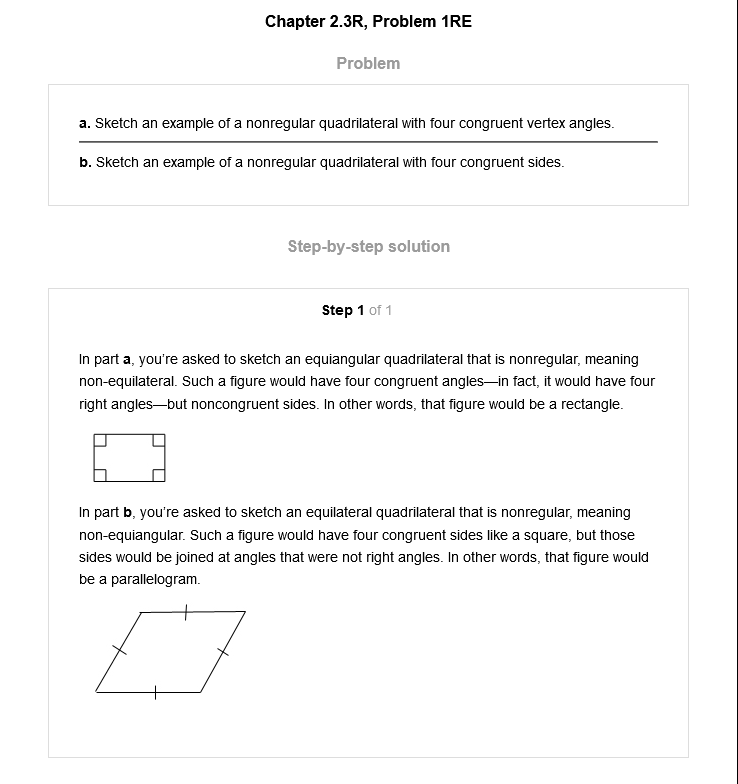 Chapter 2.3R, Problem 1RE
Problem
a. Sketch an example of a nonregular quadrilateral with four congruent vertex angles.
b. Sketch an example of a nonregular quadrilateral with four congruent sides.
Step-by-step solution
Step 1 of 1
In part a, you're asked to sketch an equiangular quadrilateral that is nonregular, meaning
non-equilateral. Such a figure would have four congruent angles—in fact, it would have four
right angles—but noncongruent sides. In other words, that figure would be a rectangle.
In part b, you're asked to sketch an equilateral quadrilateral that is nonregular, meaning
non-equiangular. Such a figure would have four congruent sides like a square, but those
sides would be joined at angles that were not right angles. In other words, that figure would
be a parallelogram.